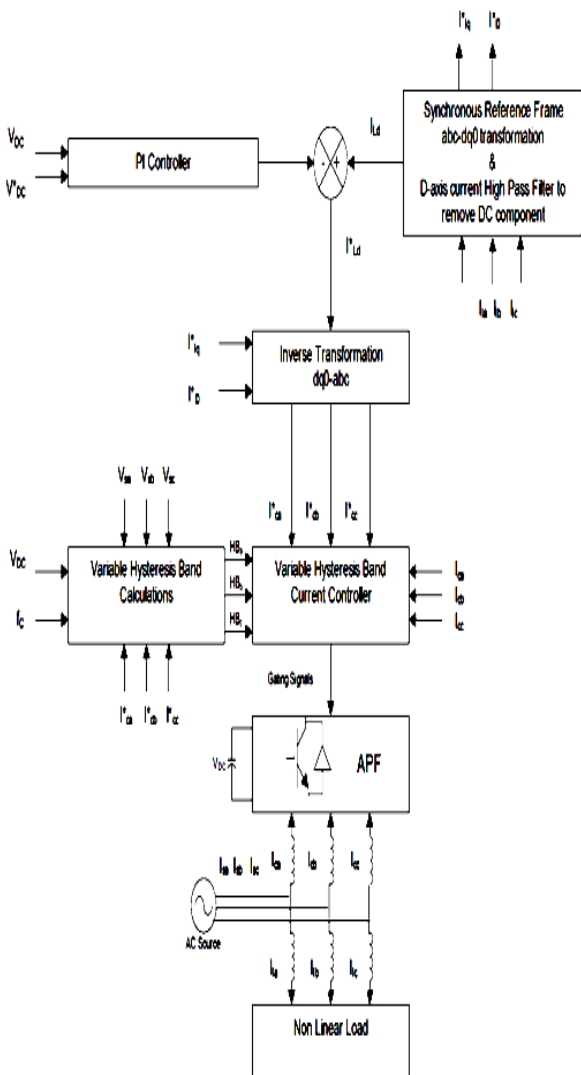 I*lq I*0
VDC
V*DC
PI Controller
- +
ILd
Synchronous Reference Frame
abc-dq0 transformation
&
D-axis current High Pass Filter to
remove DC component
Ila Ilb Ilc
I*Ld
I*lq
I*0
Inverse Transformation
dq0-abc
I*ca I*cb I*cc
Vsa Vsb Vsc
VDC
fC
Variable Hysteresis Band
Calculations
HBa
HBb
HBc
Variable Hysteresis Band
Current Controller
Ica
Icb
Icc
I*ca I*cb I*cc
Gating Signals
VDC
APF
Isa Isb Isc
Ica Icb Icc
AC Source
Ila Ilb Ilc
Non Linear Load